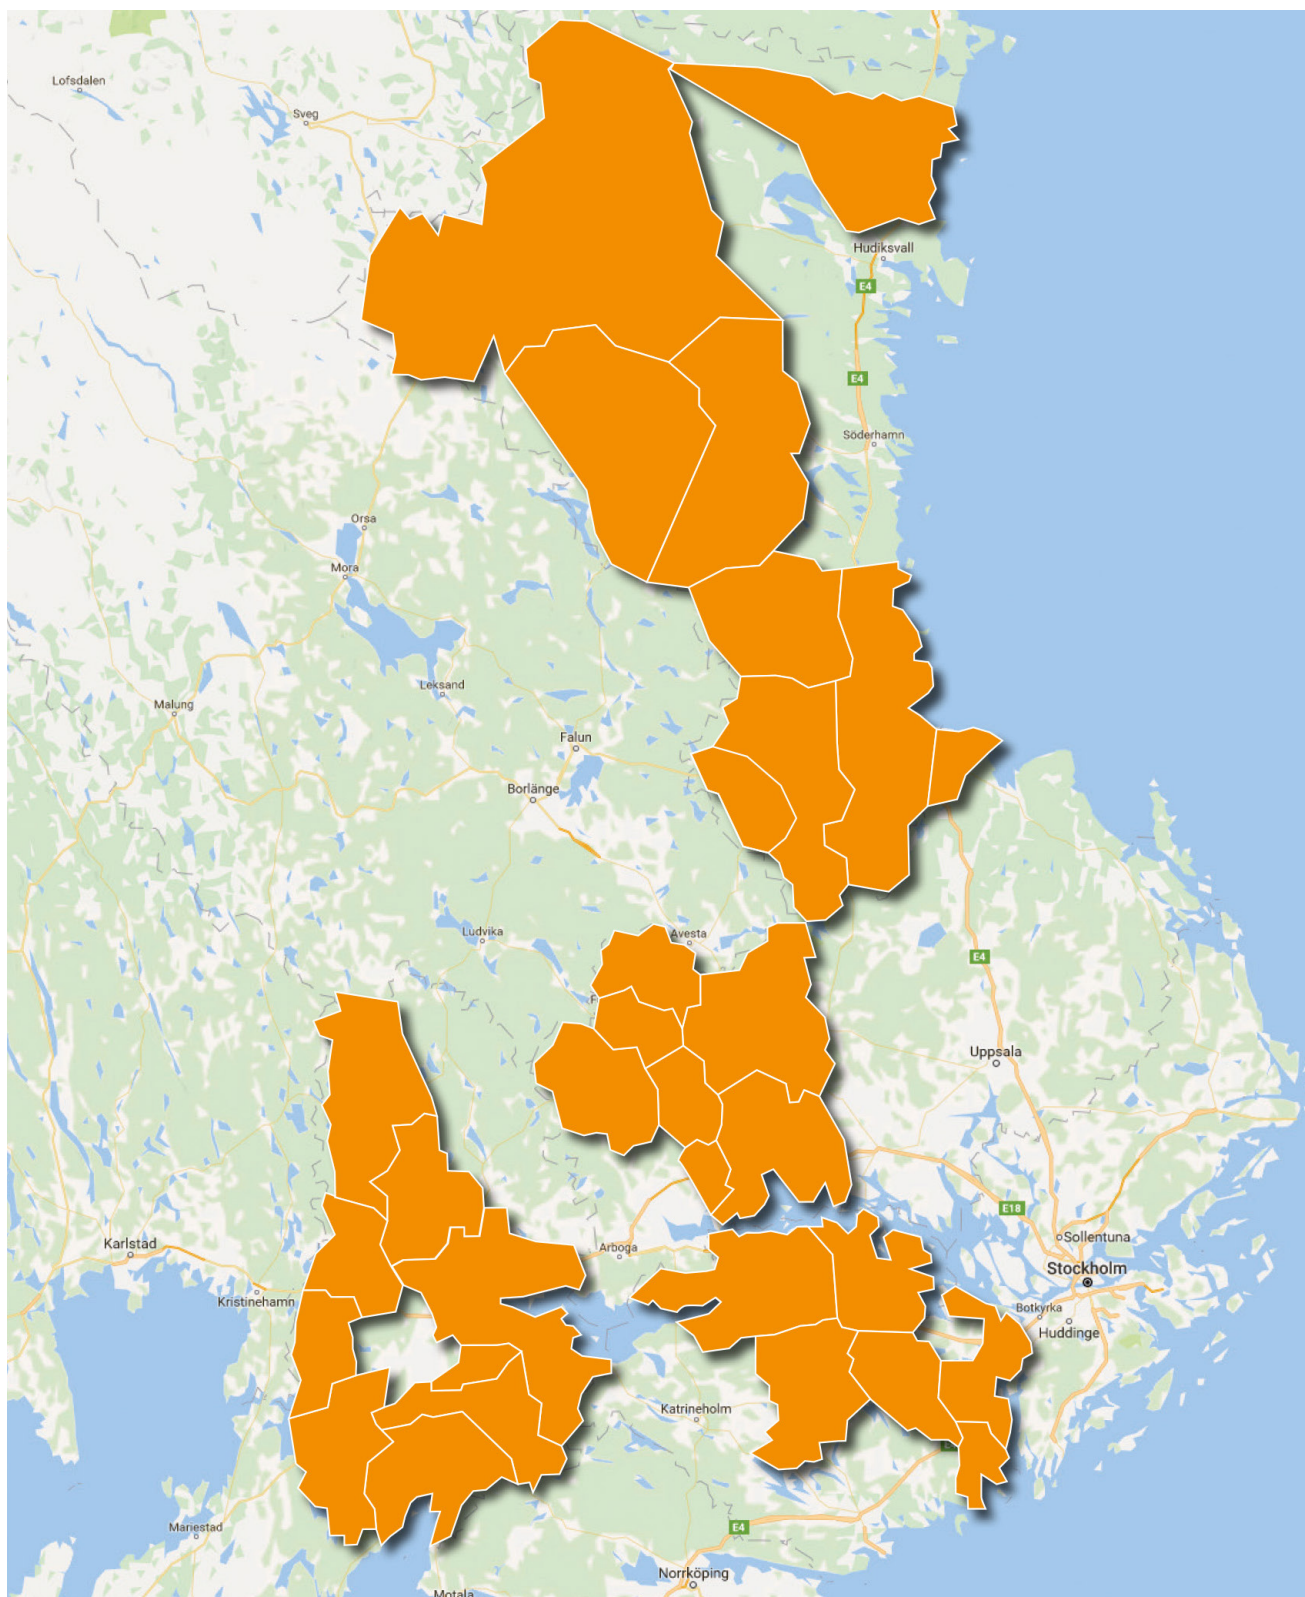 Lofsdalen
Sveg
Hudiksvall
E4
E4
Söderhamn
Orsa
Mora
Leksand
Malung
Falun
Borlänge
Ludvika
Avesta
E4
Uppsala
E18
Karlstad
Sollentuna
Arboga
Stockholm
Kristinehamn
Botkyrka
Huddinge
Katrineholm
Mariestad
E4
Norrköping
Motala